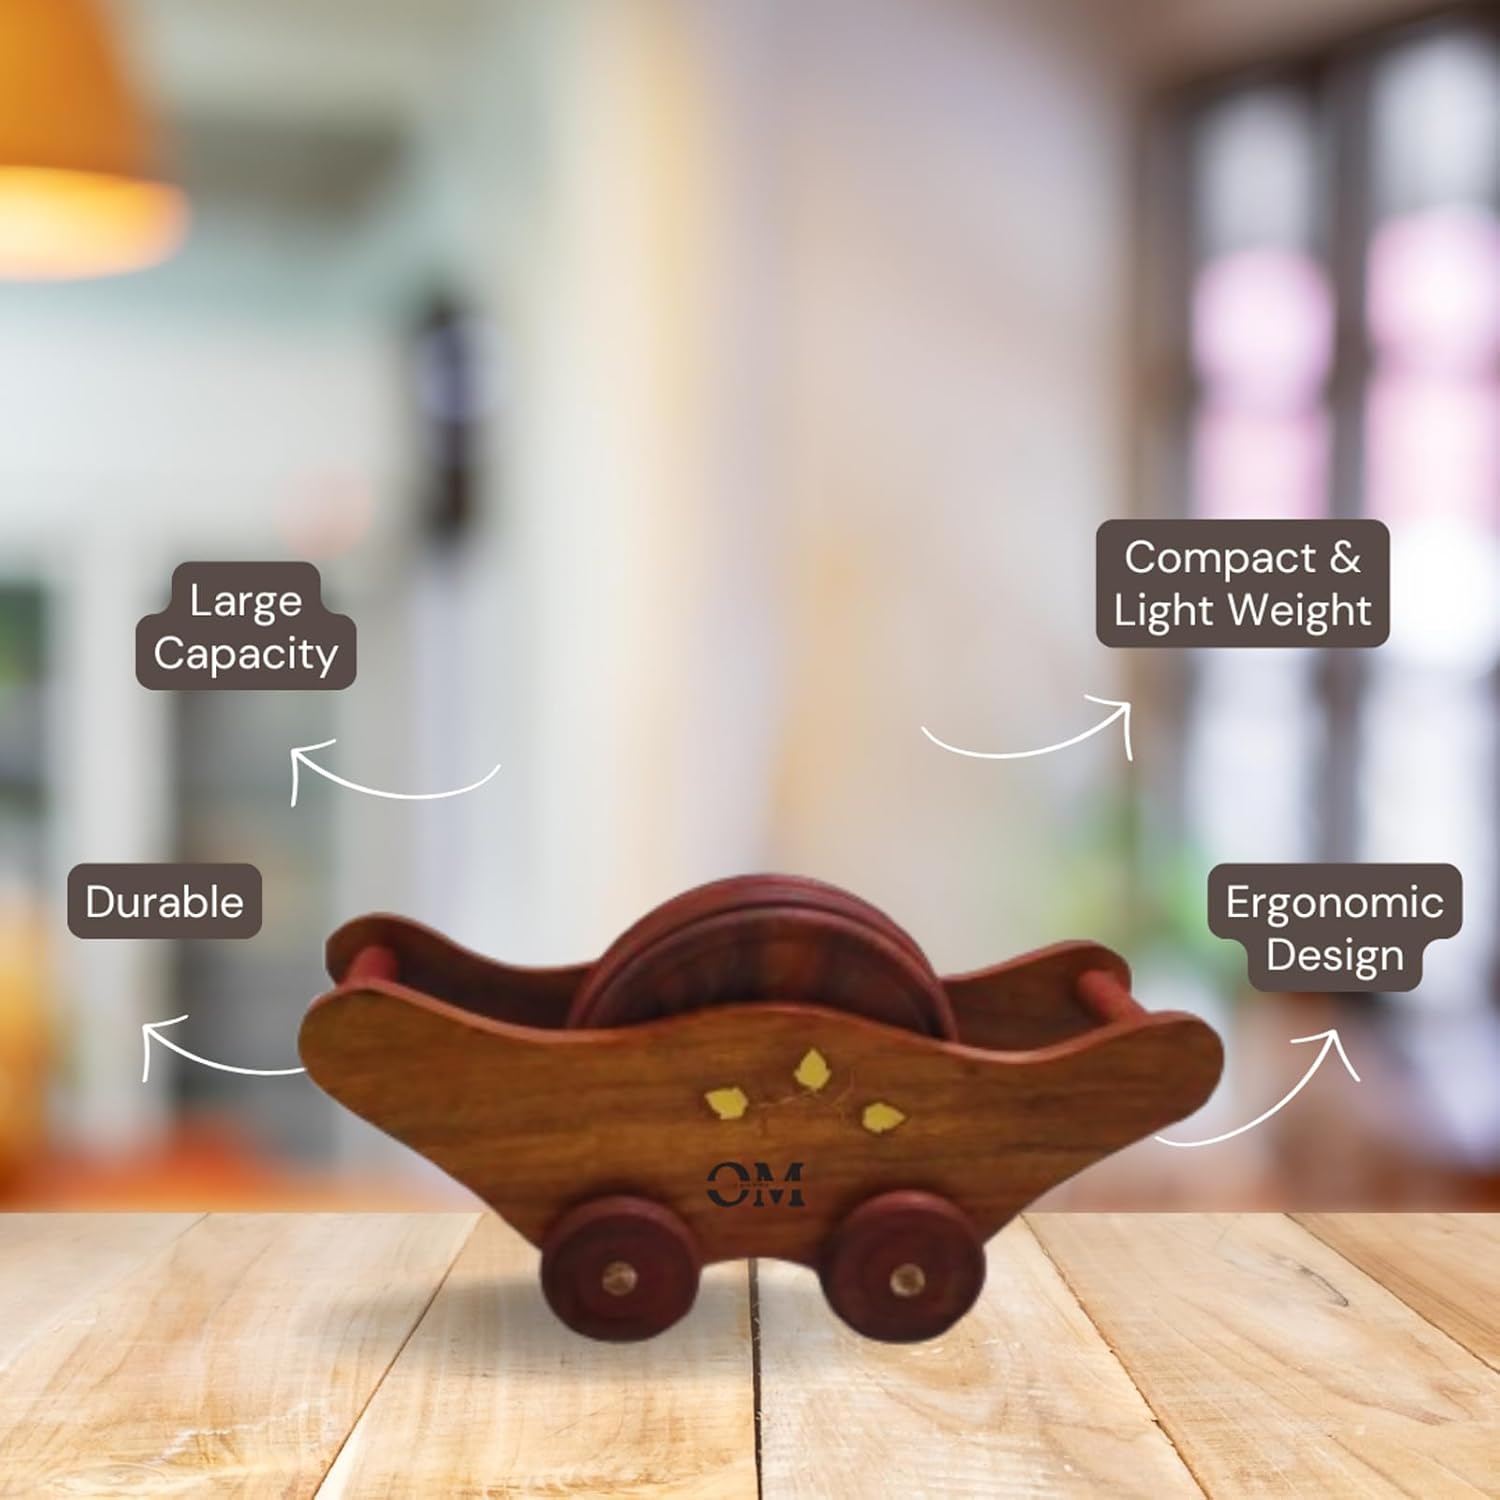 Large
Capacity
Compact &
Light Weight
Durable
Ergonomic
Design
OM